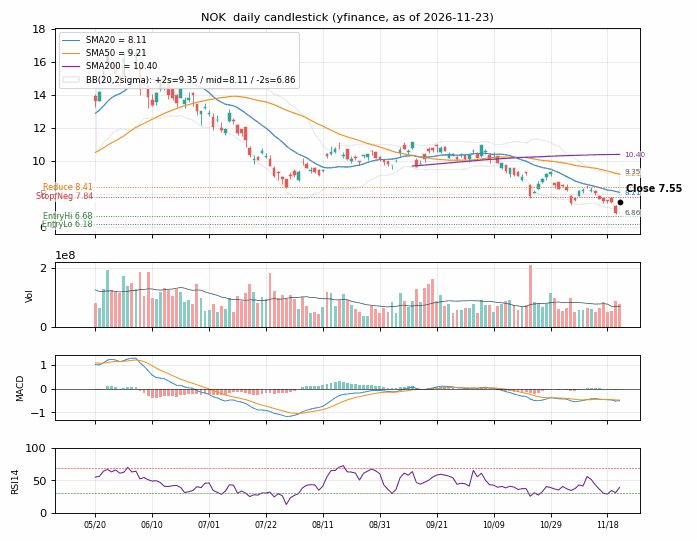 NOK  daily candlestick (yfinance, as of 2026-11-23)
SMA20 = 8.11
SMA50 = 9.21
SMA200 = 10.40
BB(20,2sigma): +2s=9.35 / mid=8.11 / -2s=6.86
18
16
14
12
10
6
10.40
9.35
8.11
6.86
Close 7.55
Reduce 8.41
Stop/Neg 7.84
EntryHi 6.68
EntryLo 6.18
1e8
2
0
Vol
1
0
−1
MACD
100
50
0
RSI14
05/20
06/10
07/01
07/22
08/11
08/31
09/21
10/09
10/29
11/18